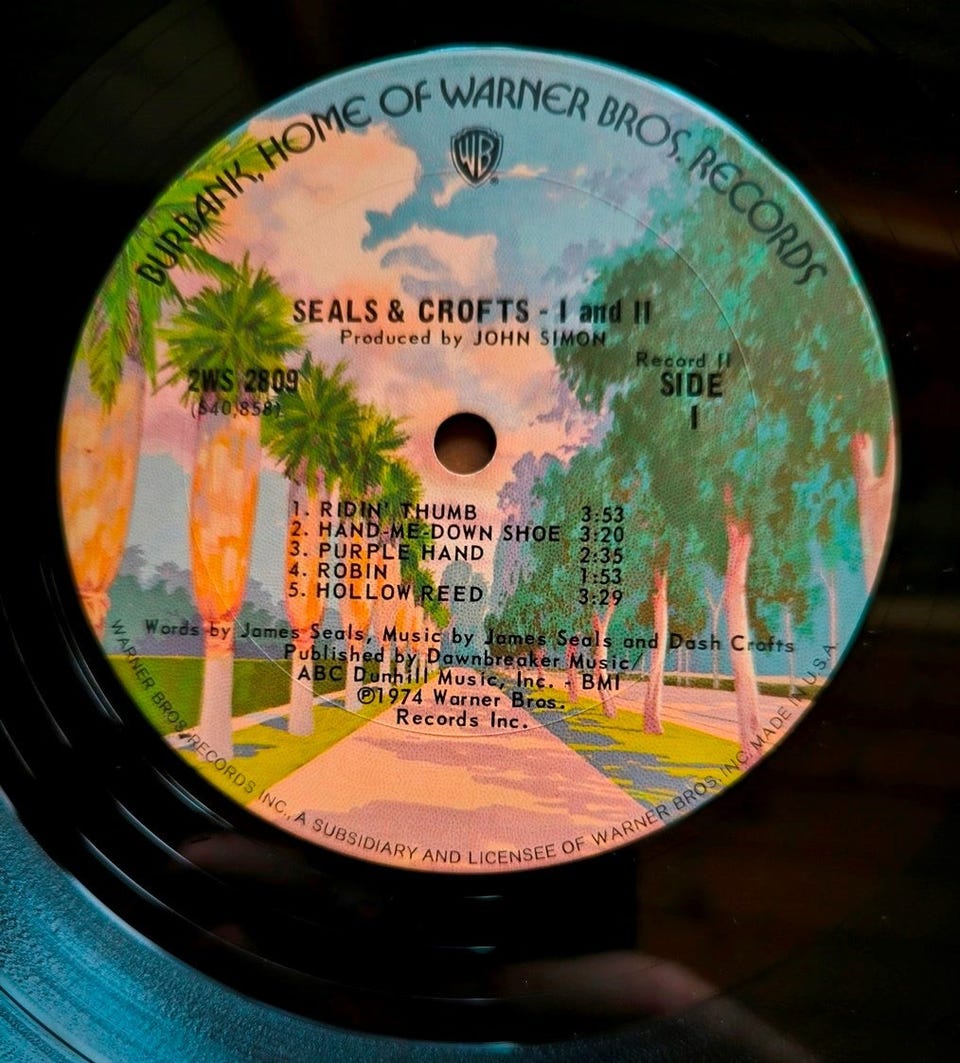 BURBANK, HOME OF WARNER BROS. RECORDS
WB
®
SEALS & CROFTS - I and II
Produced by JOHN SIMON
Record II
2WS 2809
SIDE
(S40,858)
I
1. RIDIN' THUMB 3:53
2. HAND-ME-DOWN SHOE 3:20
3. PURPLE HAND 2:35
4. ROBIN 1:53
5. HOLLOW REED 3:29
Words by James Seals, Music by James Seals and Dash Crofts
Published by Dawnbreaker Music/
ABC Dunhill Music, Inc. - BMI
℗1974 Warner Bros.
Records Inc.
WARNER BROS. RECORDS INC., A SUBSIDIARY AND LICENSEE OF WARNER BROS. INC. MADE IN U.S.A.